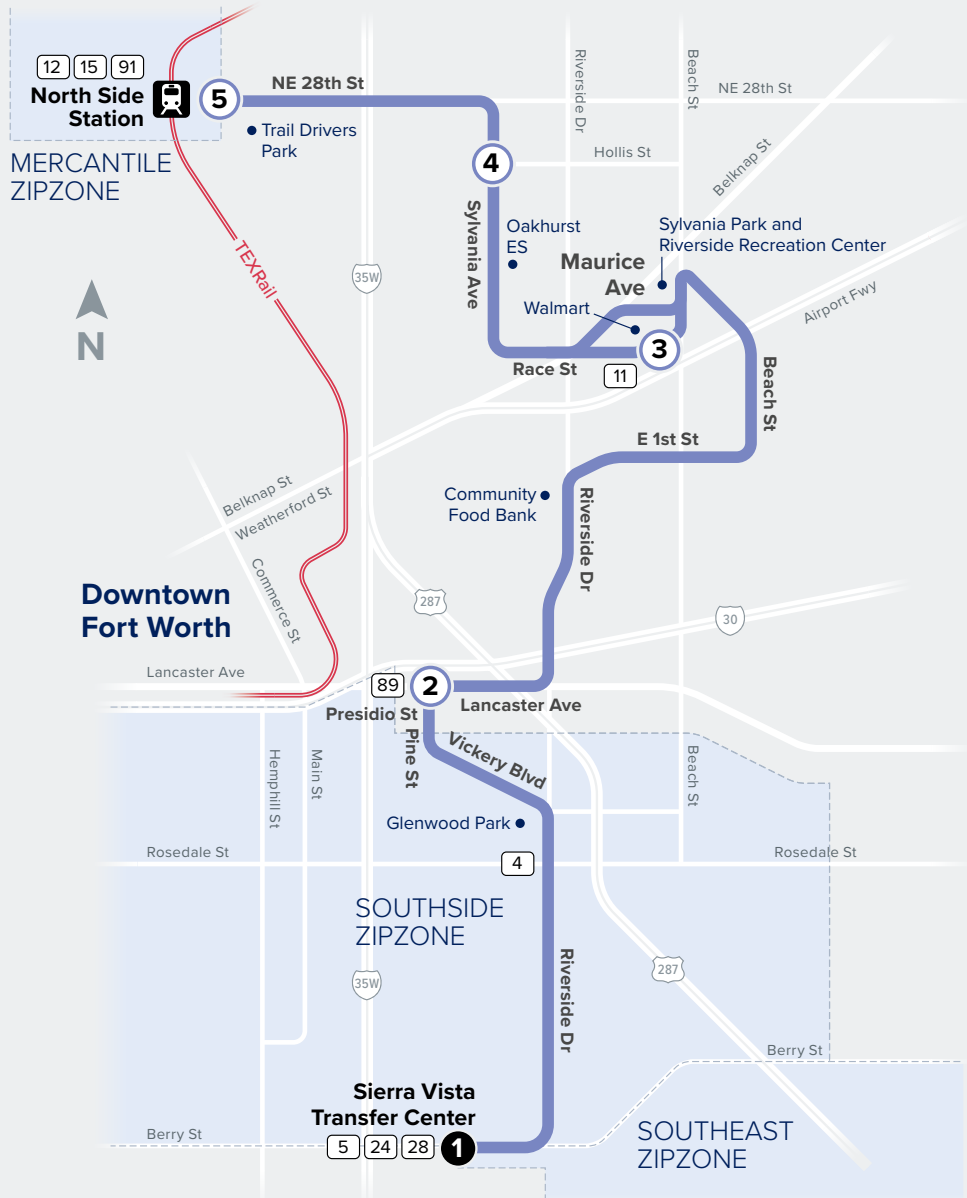 12 15 91
North Side
Station
5
NE 28th St
Trail Drivers
Park
MERCANTILE
ZIPZONE
Riverside Dr
Beach St
NE 28th St
4
Hollis St
Belknap St
Sylvania Ave
Oakhurst
ES
Sylvania Park and
Riverside Recreation Center
Maurice
Ave
Walmart
TEXRail
35W
N
Airport Fwy
3
Race St
11
Beach St
E 1st St
Belknap St
Weatherford St
Community
Food Bank
Riverside Dr
Commerce St
Downtown
Fort Worth
287
30
Lancaster Ave
89
2
Lancaster Ave
Presidio St
Pine St
Vickery Blvd
Hemphill St
Main St
Beach St
Glenwood Park
Rosedale St
4
Rosedale St
SOUTHSIDE
ZIPZONE
35W
Riverside Dr
287
Berry St
Sierra Vista
Transfer Center
Berry St
5 24 28
1
SOUTHEAST
ZIPZONE